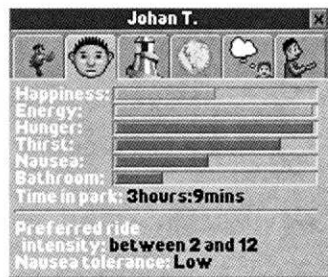 Johan T.
Happiness:
Energy:
Hunger:
Thirst:
Nausea:
Bathroom:
Time in park: 3hours:9mins
Preferred ride
intensity: between 2 and 12
Nausea tolerance: Low